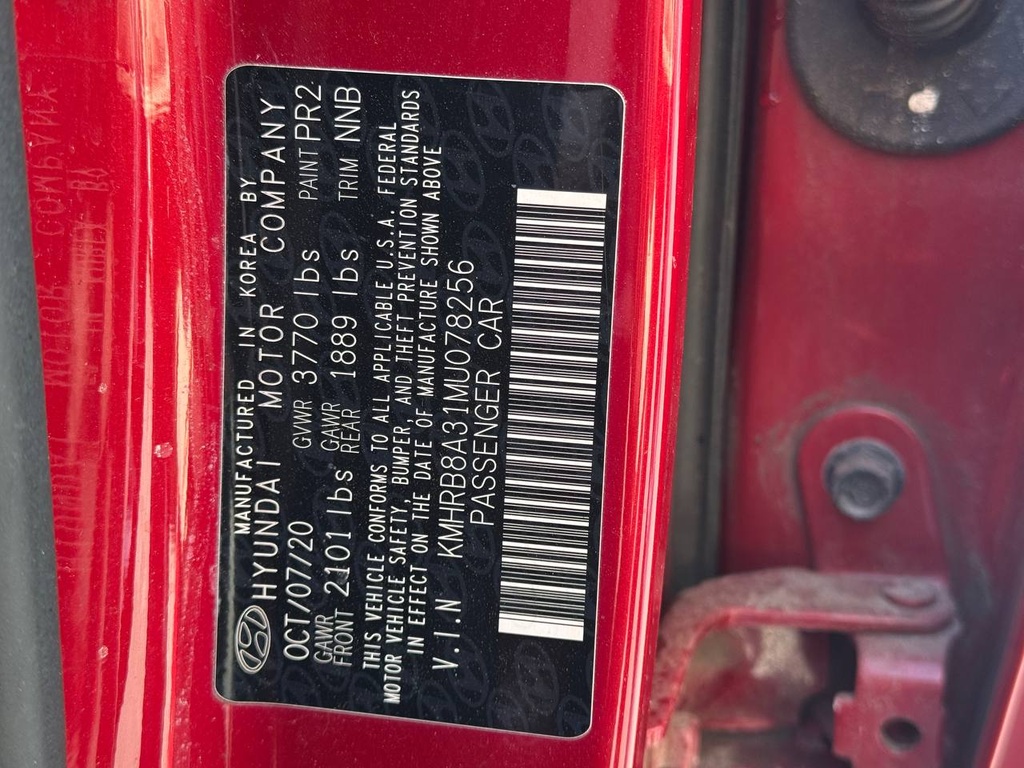 MANUFACTURED IN KOREA BY
HYUNDAI MOTOR COMPANY
OCT/07/20 GVWR 3770 lbs PAINT PR2
GAWR FRONT 2101 lbs GAWR REAR 1889 lbs TRIM NNB
THIS VEHICLE CONFORMS TO ALL APPLICABLE U.S.A. FEDERAL
MOTOR VEHICLE SAFETY, BUMPER, AND THEFT PREVENTION STANDARDS
IN EFFECT ON THE DATE OF MANUFACTURE SHOWN ABOVE
V.I.N KMHRB8A31MU078256
PASSENGER CAR